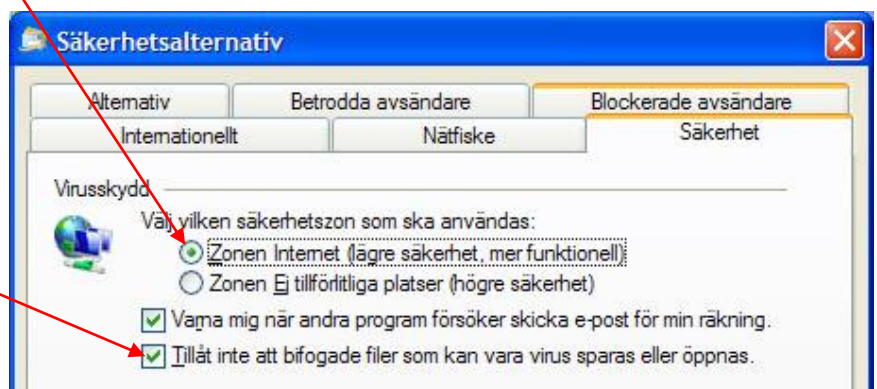 Säkerhetsalternativ
Alternativ Betrodda avsändare Blockerade avsändare
Internationellt Nätfiske Säkerhet
Virusskydd
Välj vilken säkerhetszon som ska användas:
Zonen Internet (lägre säkerhet, mer funktionell)
Zonen Ej tillförlitliga platser (högre säkerhet)
Varna mig när andra program försöker skicka e-post för min räkning.
Tillåt inte att bifogade filer som kan vara virus sparas eller öppnas.